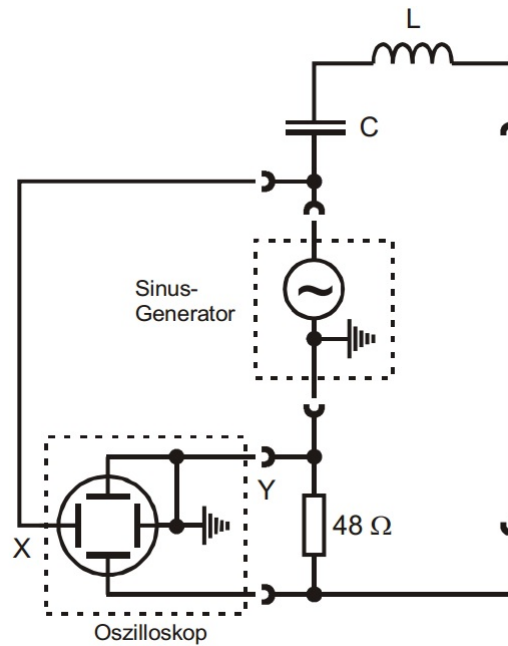 L
C
Sinus-
Generator
Y
48 Ω
X
Oszilloskop